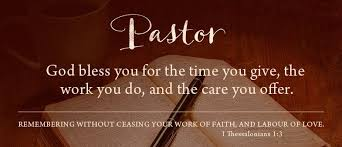 Pastor
God bless you for the time you give, the
work you do, and the care you offer.
REMEMBERING WITHOUT CEASING YOUR WORK OF FAITH, AND LABOUR OF LOVE.
1 Thessalonians 1:3